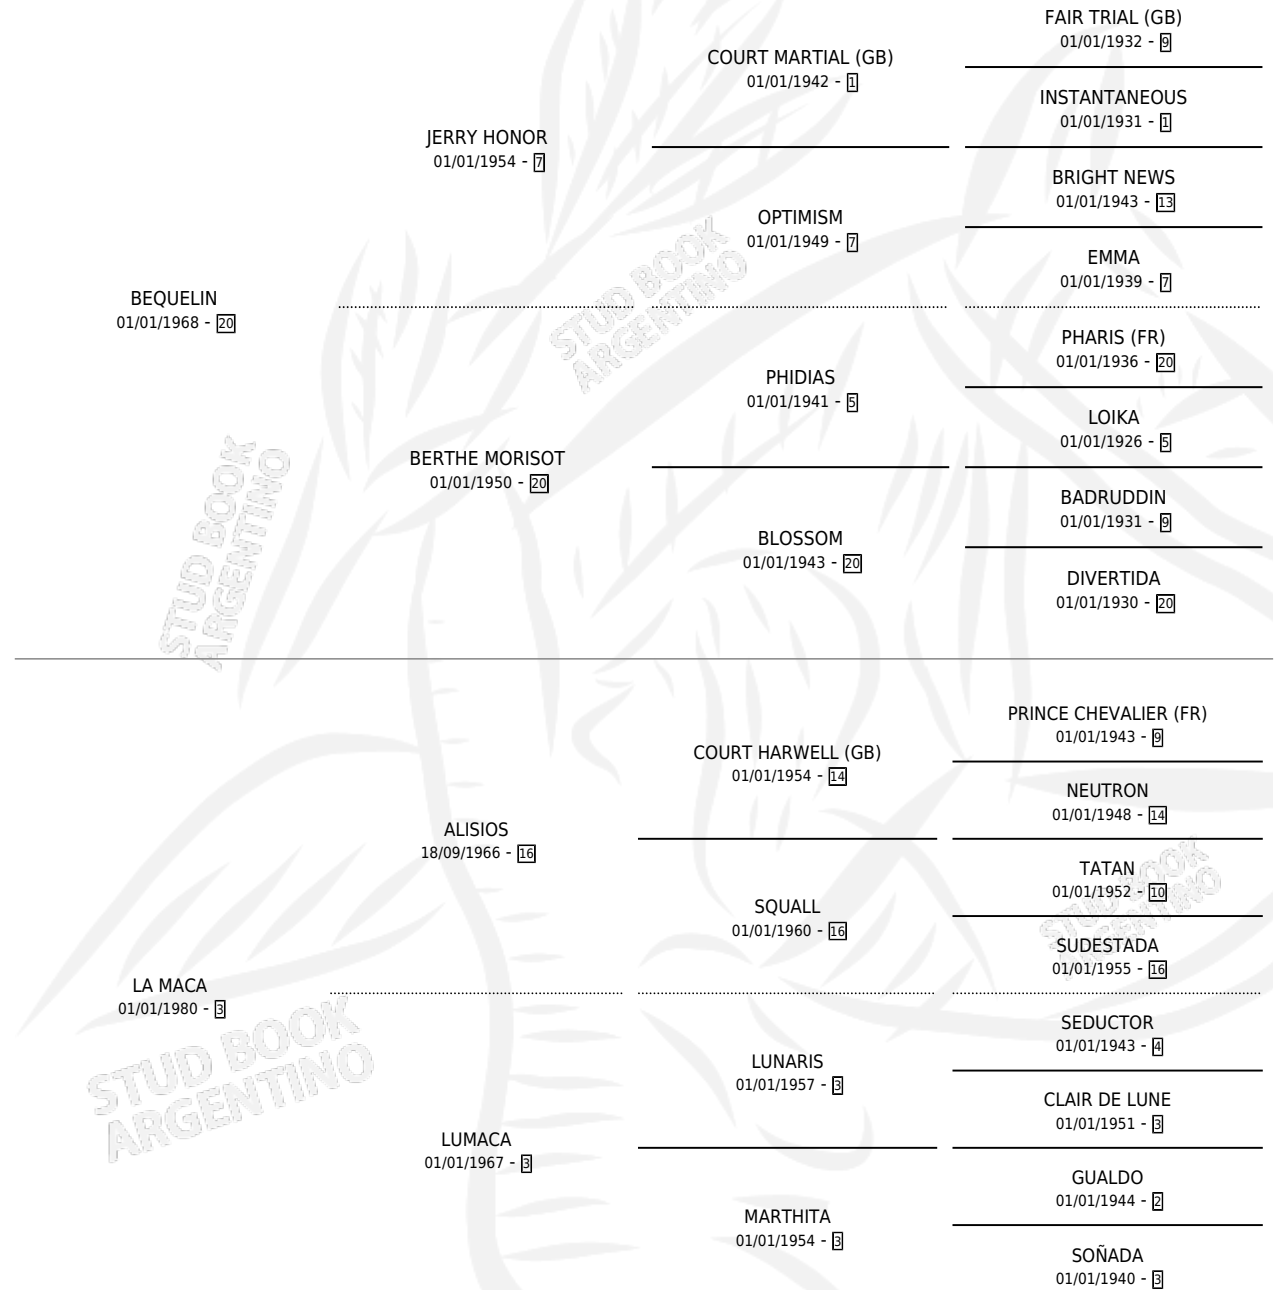 FAIR TRIAL (GB)
01/01/1932 - 9
COURT MARTIAL (GB)
01/01/1942 - 1
INSTANTANEOUS
01/01/1931 - 1
JERRY HONOR
01/01/1954 - 7
BRIGHT NEWS
01/01/1943 - 13
OPTIMISM
01/01/1949 - 7
EMMA
01/01/1939 - 7
BEQUELIN
01/01/1968 - 20
PHARIS (FR)
01/01/1936 - 20
PHIDIAS
01/01/1941 - 5
LOIKA
01/01/1926 - 5
BERTHE MORISOT
01/01/1950 - 20
BADRUDDIN
01/01/1931 - 9
BLOSSOM
01/01/1943 - 20
DIVERTIDA
01/01/1930 - 20
STUD BOOK
ARGENTINO
STUD BOOK
ARGENTINO
PRINCE CHEVALIER (FR)
01/01/1943 - 9
COURT HARWELL (GB)
01/01/1954 - 14
NEUTRON
01/01/1948 - 14
ALISIOS
18/09/1966 - 16
TATAN
01/01/1952 - 10
SQUALL
01/01/1960 - 16
SUDESTADA
01/01/1955 - 16
STUD BOOK
ARGENTINO
LA MACA
01/01/1980 - 3
SEDUCTOR
01/01/1943 - 4
LUNARIS
01/01/1957 - 3
CLAIR DE LUNE
01/01/1951 - 3
STUD BOOK
ARGENTINO
LUMACA
01/01/1967 - 3
GUALDO
01/01/1944 - 2
MARTHITA
01/01/1954 - 3
SOÑADA
01/01/1940 - 3